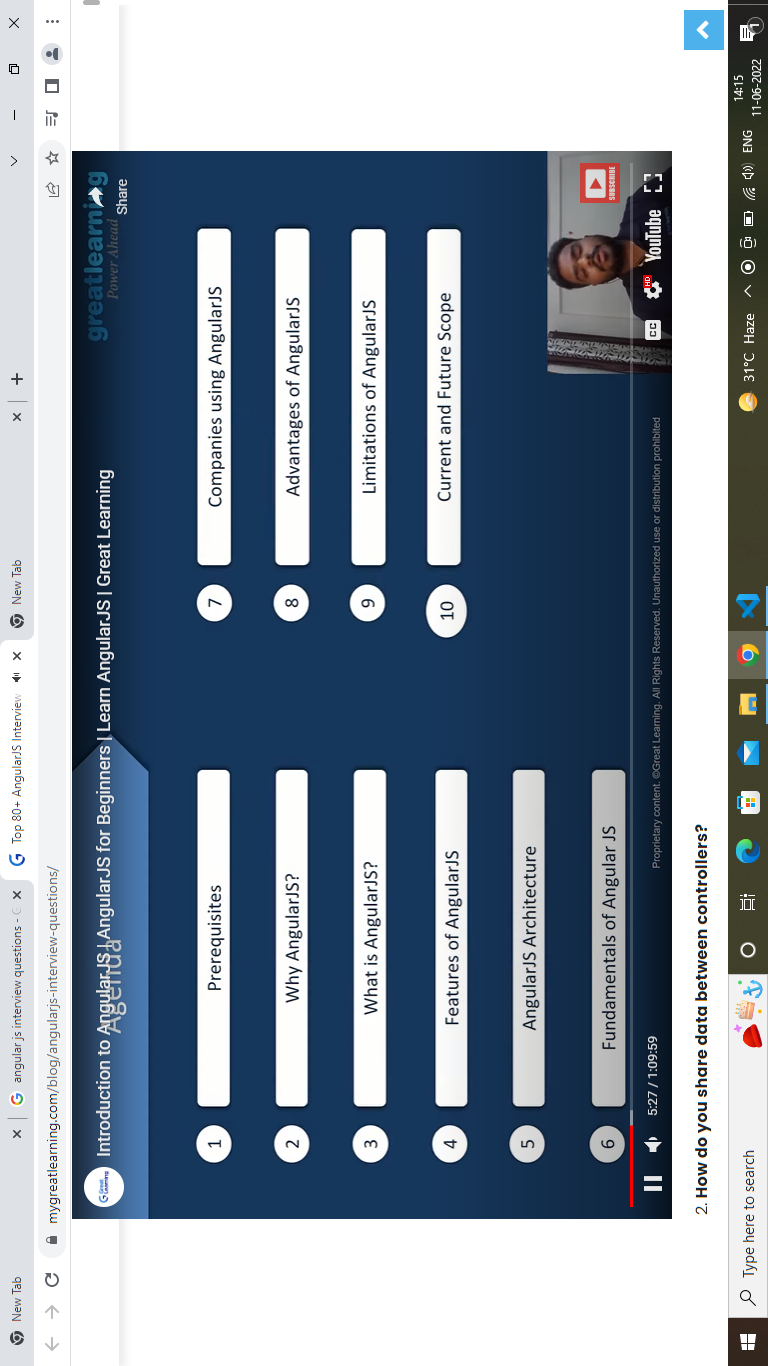 New Tab
angular js interview questions - G
Top 80+ AngularJS Interview
New Tab
mygreatlearning.com/blog/angularjs-interview-questions/
Great Learning
Introduction to AngularJS | AngularJS for Beginners | Learn AngularJS | Great Learning
Agenda
greatlearning
Power Ahead
Share
1 Prerequisites
2 Why AngularJS?
3 What is AngularJS?
4 Features of AngularJS
5 AngularJS Architecture
6 Fundamentals of Angular JS
7 Companies using AngularJS
8 Advantages of AngularJS
9 Limitations of AngularJS
10 Current and Future Scope
SUBSCRIBE
5:27 / 1:09:59
CC
HD
YouTube
Proprietary content. ©Great Learning. All Rights Reserved. Unauthorized use or distribution prohibited
2. How do you share data between controllers?
Type here to search
31°C Haze
ENG
14:15
11-06-2022
1